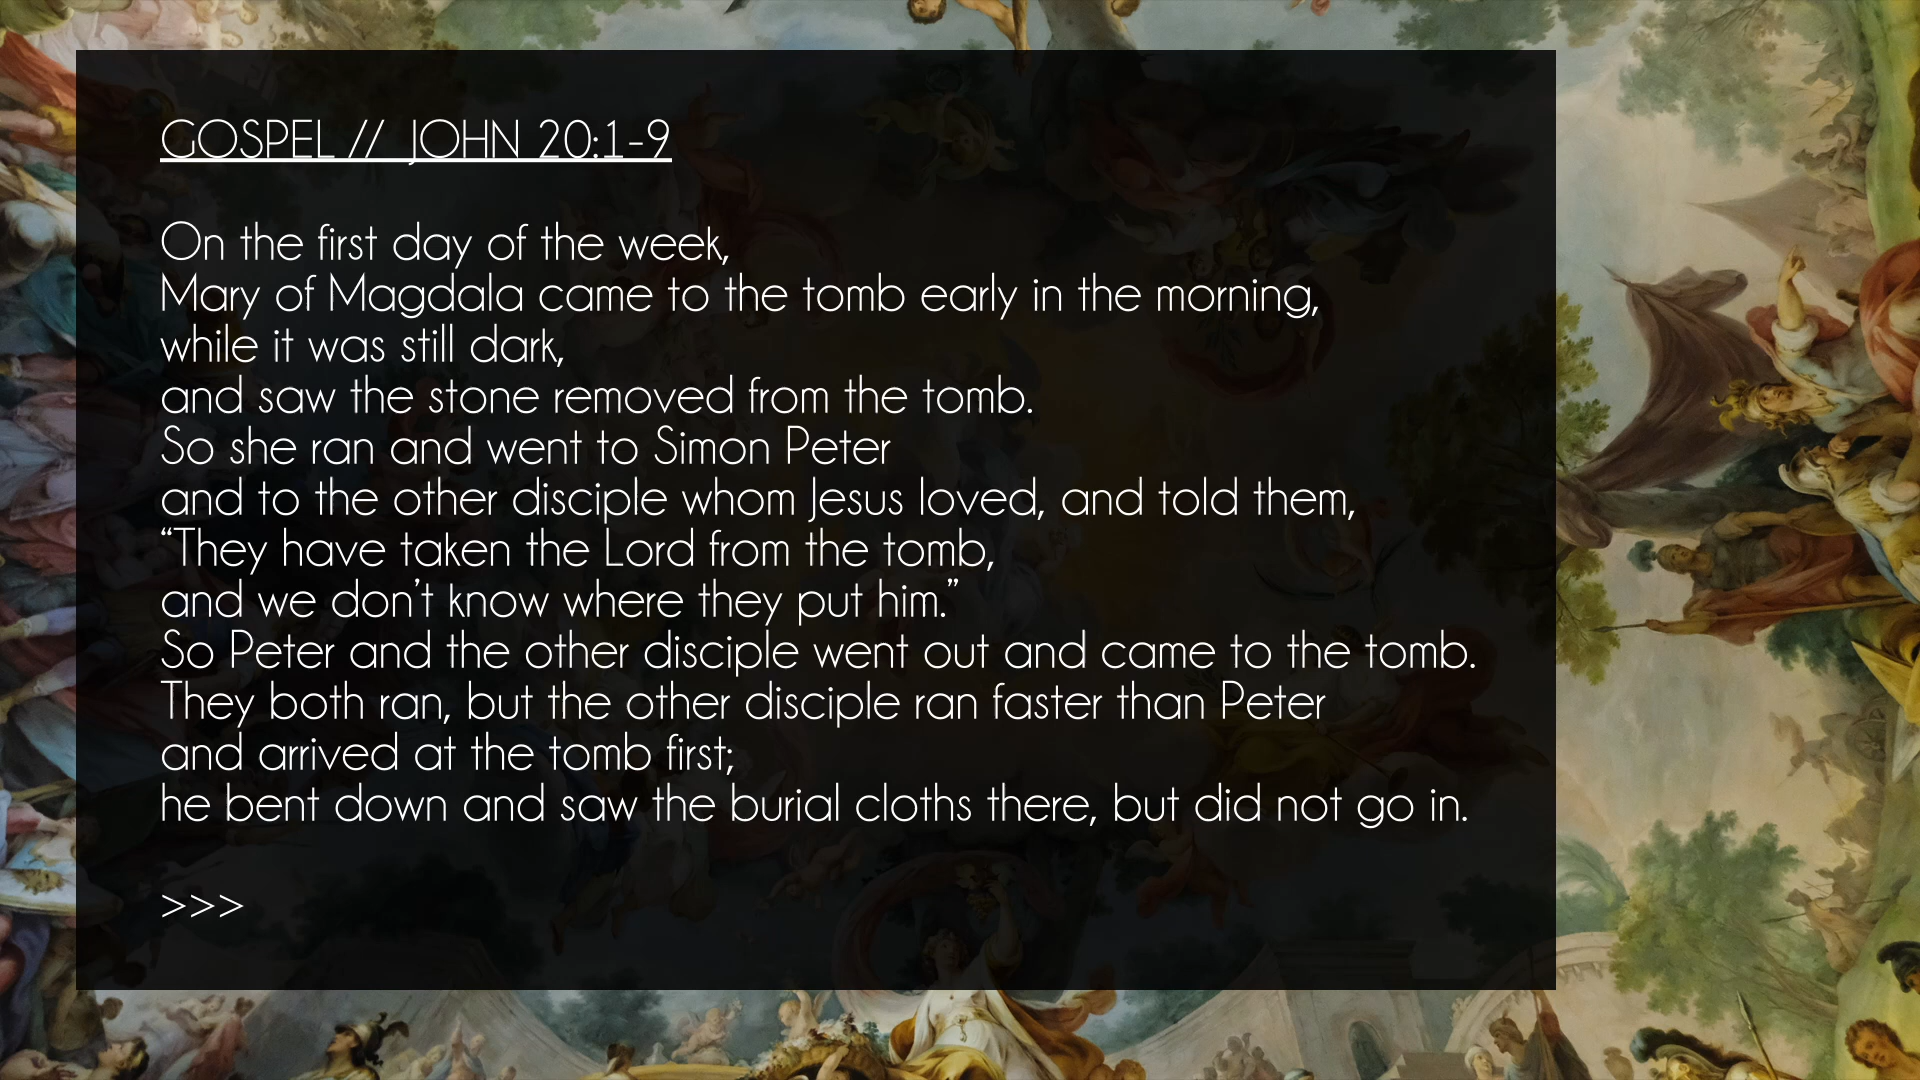 GOSPEL // JOHN 20:1-9
On the first day of the week,
Mary of Magdala came to the tomb early in the morning,
while it was still dark,
and saw the stone removed from the tomb.
So she ran and went to Simon Peter
and to the other disciple whom Jesus loved, and told them,
“They have taken the Lord from the tomb,
and we don’t know where they put him.”
So Peter and the other disciple went out and came to the tomb.
They both ran, but the other disciple ran faster than Peter
and arrived at the tomb first;
he bent down and saw the burial cloths there, but did not go in.
>>>